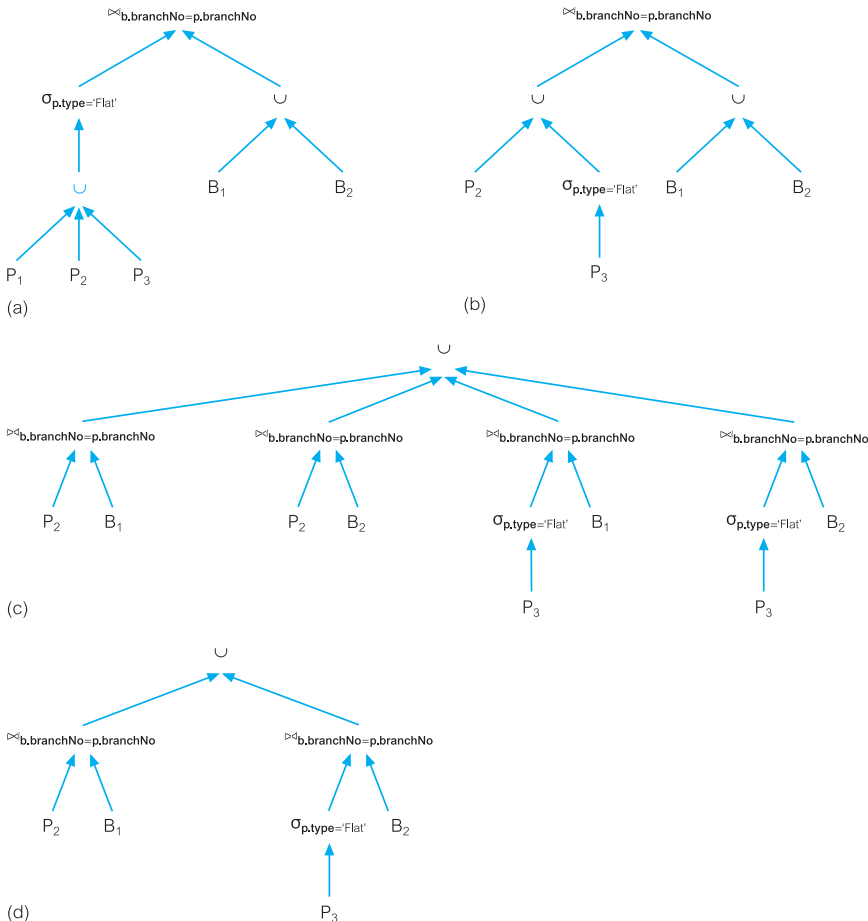 ⋈b.branchNo=p.branchNo ⋈b.branchNo=p.branchNo
σp.type='Flat' ∪ ∪ ∪
∪ B₁ B₂ P₂ σp.type='Flat' B₁ B₂
P₁ P₂ P₃ P₃
(a) (b)
∪
⋈b.branchNo=p.branchNo ⋈b.branchNo=p.branchNo ⋈b.branchNo=p.branchNo ⋈b.branchNo=p.branchNo
P₂ B₁ P₂ B₂ σp.type='Flat' B₁ σp.type='Flat' B₂
(c) P₃ P₃
∪
⋈b.branchNo=p.branchNo ⋈b.branchNo=p.branchNo
P₂ B₁ σp.type='Flat' B₂
(d) P₃